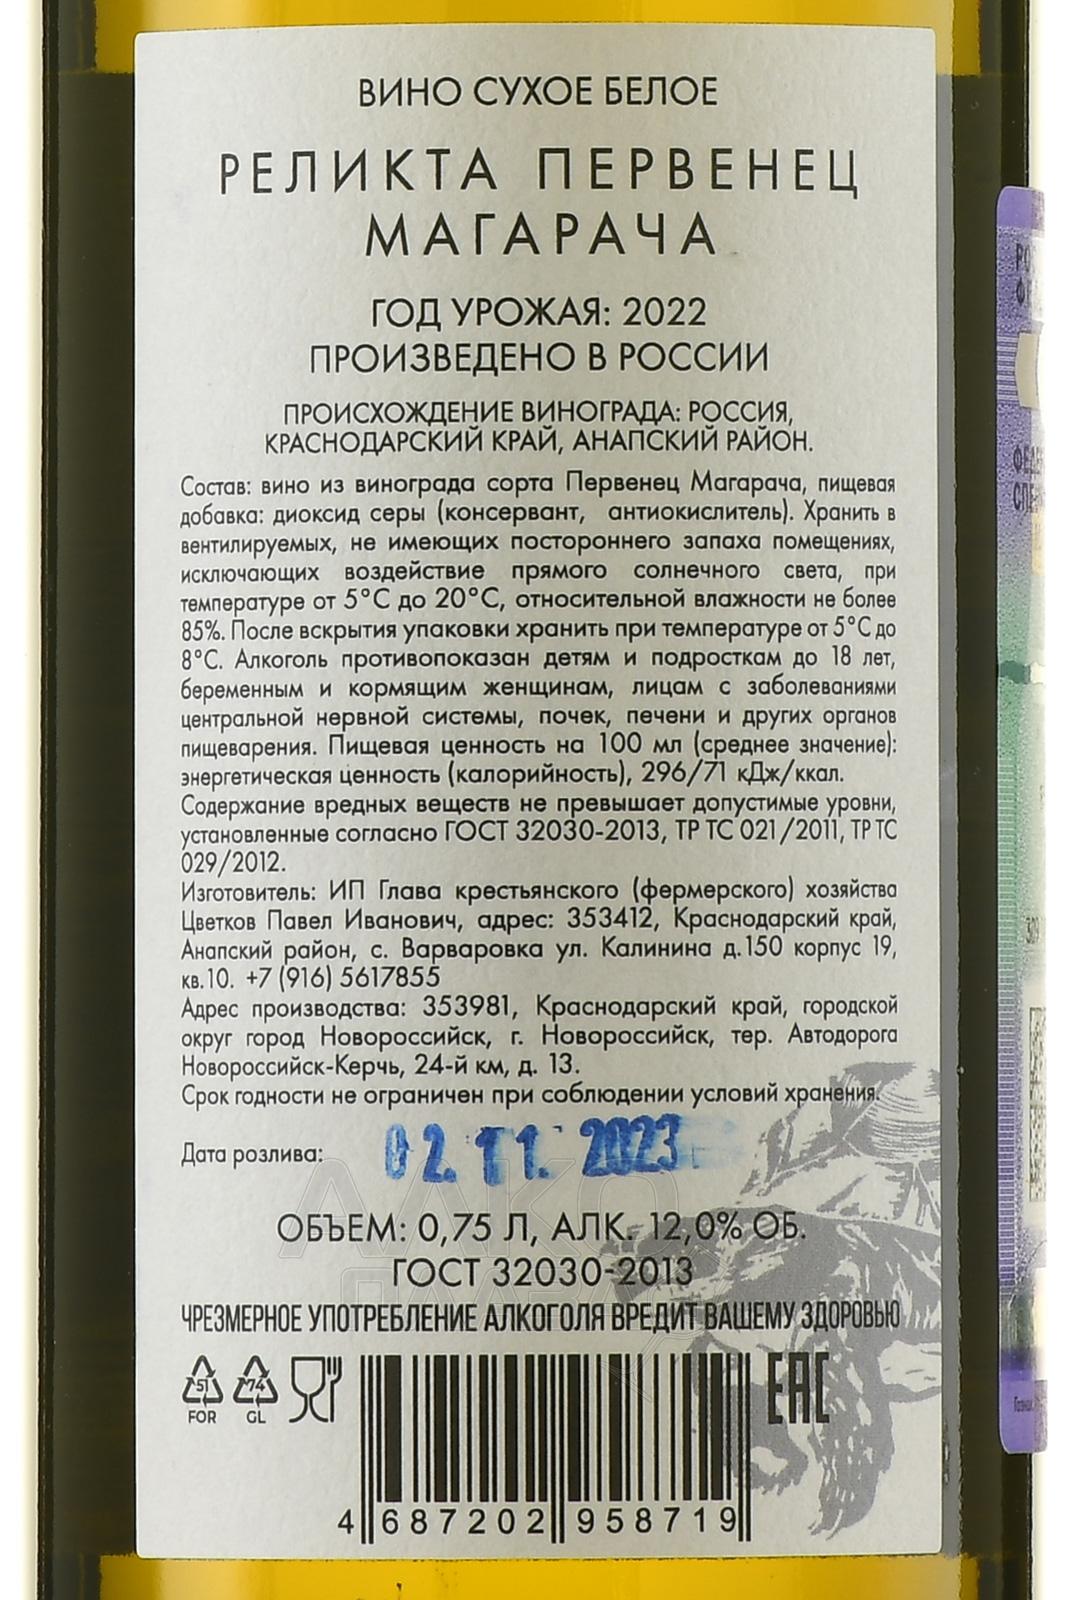 ВИНО СУХОЕ БЕЛОЕ
РЕЛИКТА ПЕРВЕНЕЦ
МАГАРАЧА
ГОД УРОЖАЯ: 2022
ПРОИЗВЕДЕНО В РОССИИ
ПРОИСХОЖДЕНИЕ ВИНОГРАДА: РОССИЯ,
КРАСНОДАРСКИЙ КРАЙ, АНАПСКИЙ РАЙОН.
Состав: вино из винограда сорта Первенец Магарача, пищевая
добавка: диоксид серы (консервант, антиокислитель). Хранить в
вентилируемых, не имеющих постороннего запаха помещениях,
исключающих воздействие прямого солнечного света, при
температуре от 5°С до 20°С, относительной влажности не более
85%. После вскрытия упаковки хранить при температуре от 5°С до
8°С. Алкоголь противопоказан детям и подросткам до 18 лет,
беременным и кормящим женщинам, лицам с заболеваниями
центральной нервной системы, почек, печени и других органов
пищеварения. Пищевая ценность на 100 мл (среднее значение):
энергетическая ценность (калорийность), 296/71 кДж/ккал.
Содержание вредных веществ не превышает допустимые уровни,
установленные согласно ГОСТ 32030-2013, ТР ТС 021/2011, ТР ТС
029/2012.
Изготовитель: ИП Глава крестьянского (фермерского) хозяйства
Цветков Павел Иванович, адрес: 353412, Краснодарский край,
Анапский район, с. Варваровка ул. Калинина д.150 корпус 19,
кв.10. +7 (916) 5617855
Адрес производства: 353981, Краснодарский край, городской
округ город Новороссийск, г. Новороссийск, тер. Автодорога
Новороссийск-Керчь, 24-й км, д. 13.
Срок годности не ограничен при соблюдении условий хранения.
Дата розлива: 02.11.2023
ОБЪЕМ: 0,75 Л, АЛК. 12,0% ОБ.
ГОСТ 32030-2013
ЧРЕЗМЕРНОЕ УПОТРЕБЛЕНИЕ АЛКОГОЛЯ ВРЕДИТ ВАШЕМУ ЗДОРОВЬЮ
51 74 EAC
FOR GL
4 687202 958719